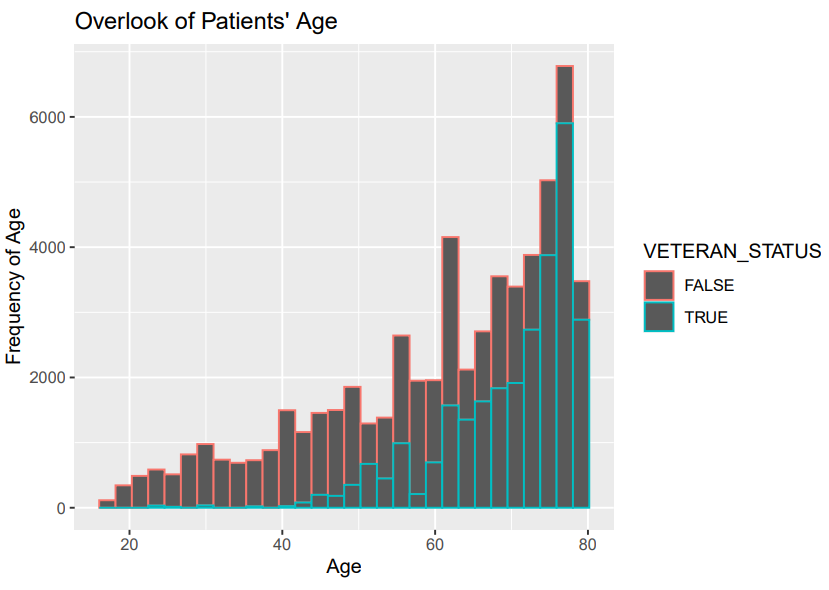 Overlook of Patients' Age
6000
4000
2000
0
Frequency of Age
20 40 60 80
Age
VETERAN_STATUS
FALSE
TRUE